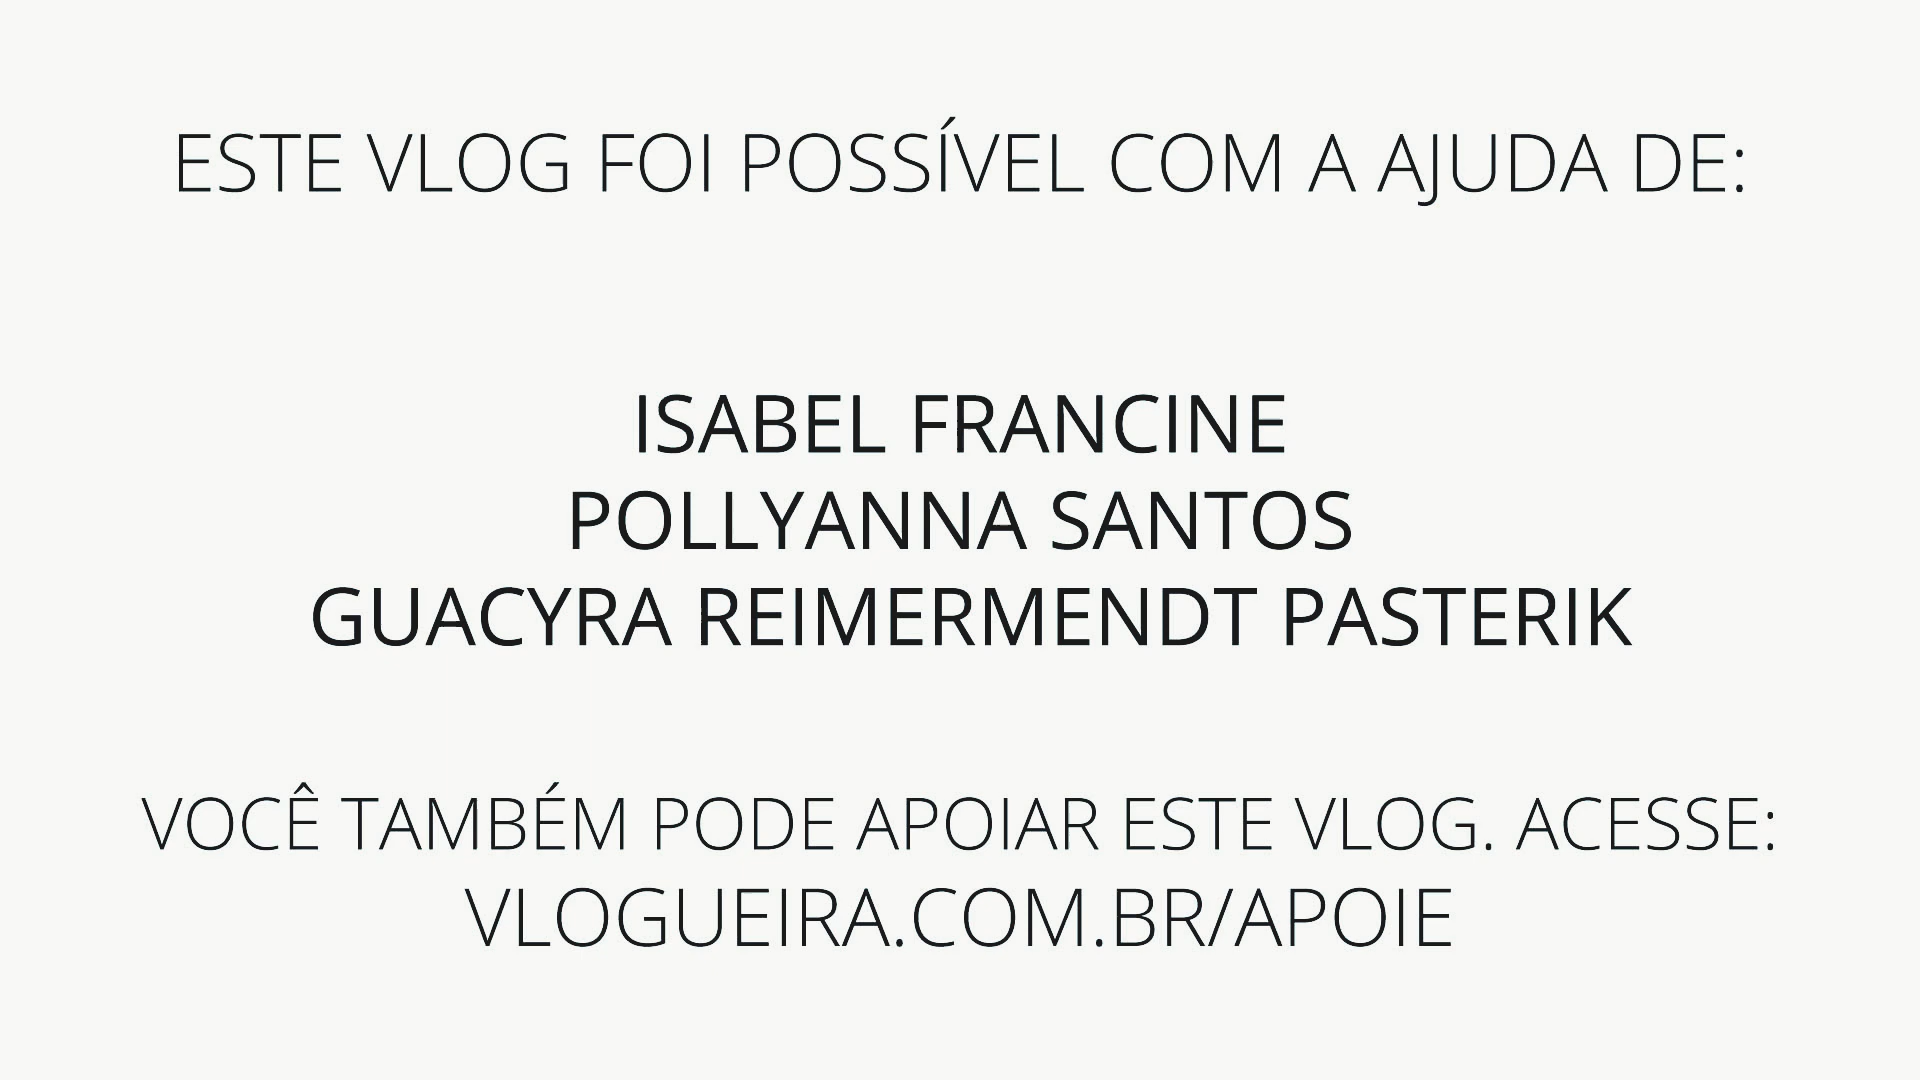 ESTE VLOG FOI POSSÍVEL COM A AJUDA DE:
ISABEL FRANCINE
POLLYANNA SANTOS
GUACYRA REIMERMENDT PASTERIK
VOCÊ TAMBÉM PODE APOIAR ESTE VLOG. ACESSE:
VLOGUEIRA.COM.BR/APOIE